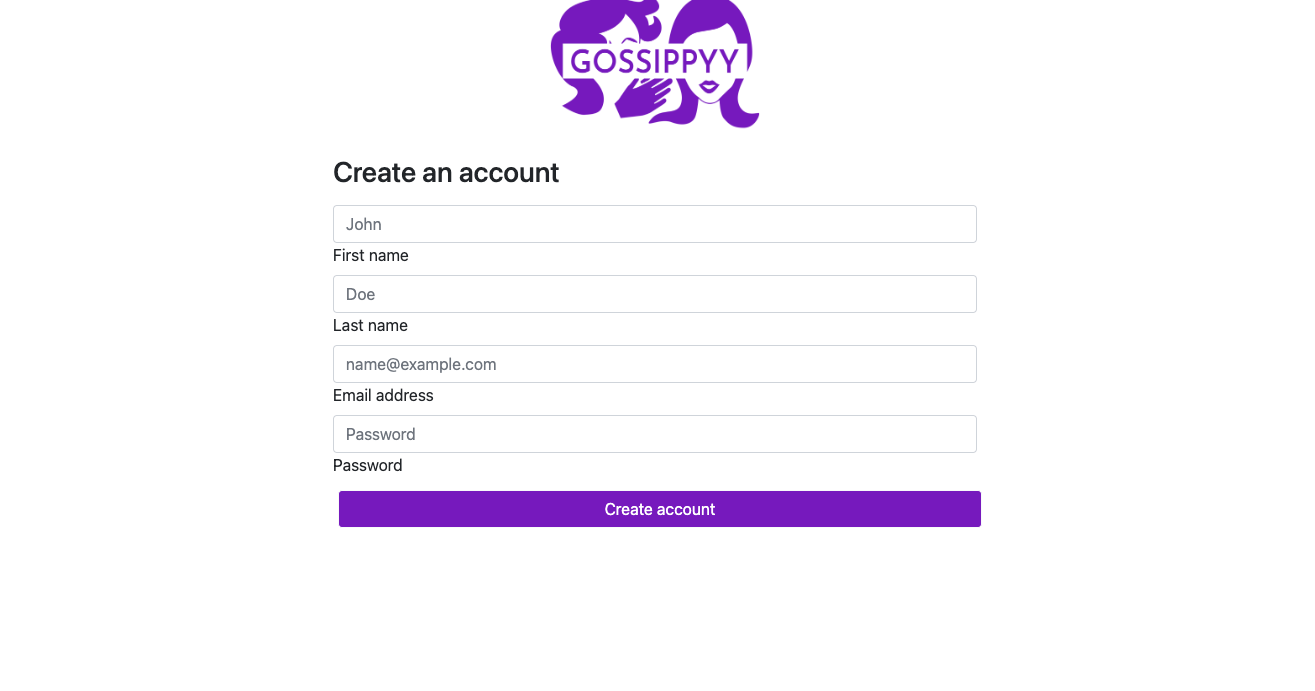 GOSSIPPYY
Create an account
John
First name
Doe
Last name
name@example.com
Email address
Password
Password
Create account